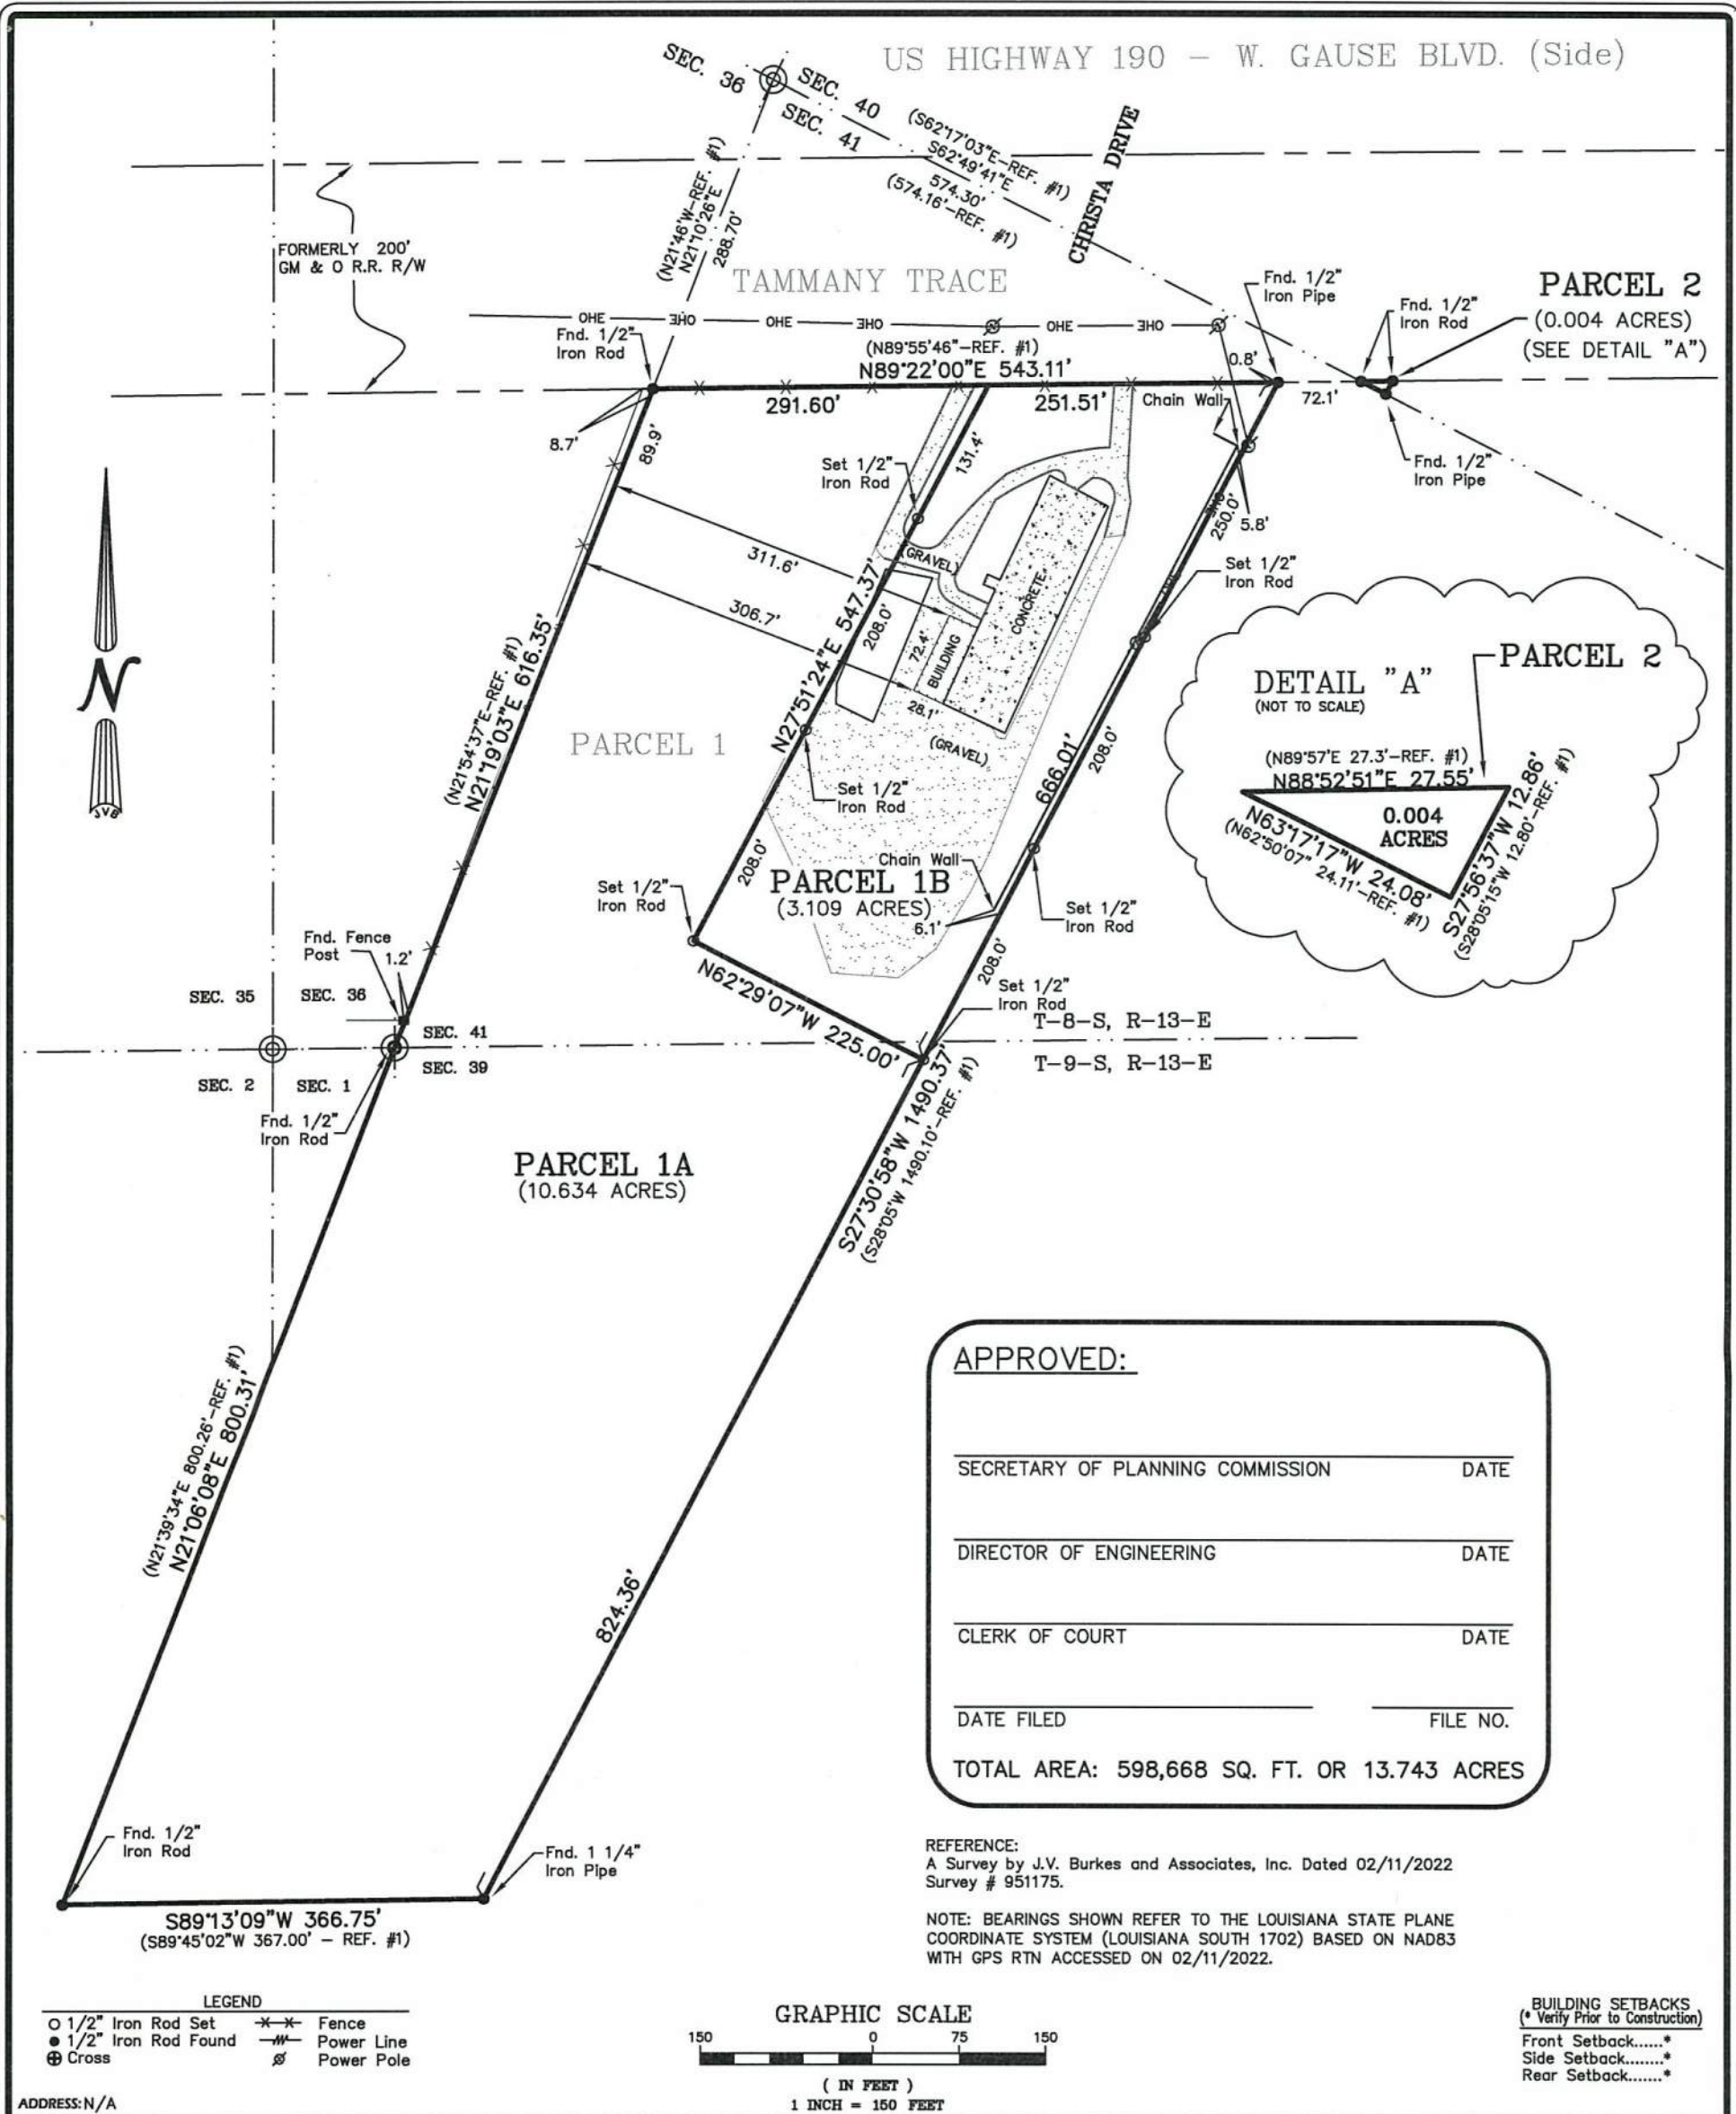 US HIGHWAY 190 - W. GAUSE BLVD. (Side)
SEC. 36
SEC. 40
SEC. 41
(S62°17'03"E-REF. #1)
S62°49'41"E
574.30'
(574.16'-REF. #1)
CHRISTA DRIVE
(N21°46'W-REF. #1)
N21°10'26"E
288.70'
FORMERLY 200'
GM & O R.R. R/W
TAMMANY TRACE
OHE OHE OHE OHE OHE OHE
Fnd. 1/2"
Iron Rod
(N89°55'46"-REF. #1)
N89°22'00"E 543.11'
291.60'
251.51'
0.8'
Fnd. 1/2"
Iron Pipe
Fnd. 1/2"
Iron Rod
PARCEL 2
(0.004 ACRES)
(SEE DETAIL "A")
72.1'
Fnd. 1/2"
Iron Pipe
Chain Wall
8.7'
89.9'
131.4'
Set 1/2"
Iron Rod
OHE
250.0'
5.8'
Set 1/2"
Iron Rod
311.6'
306.7'
(GRAVEL)
CONCRETE
BUILDING
72.4'
28.1'
(GRAVEL)
N27°51'24"E 547.37'
208.0'
N
JVB
PARCEL 1
(N21°54'37"E-REF. #1)
N21°19'03"E 616.35'
Set 1/2"
Iron Rod
208.0'
666.01'
208.0'
DETAIL "A"
(NOT TO SCALE)
PARCEL 2
(N89°57'E 27.3'-REF. #1)
N88°52'51"E 27.55'
0.004
ACRES
N63°17'17"W 24.08'
(N62°50'07" 24.11'-REF. #1)
S27°56'37"W 12.86'
(S28°05'15"W 12.80'-REF. #1)
Chain Wall
PARCEL 1B
(3.109 ACRES)
6.1'
Set 1/2"
Iron Rod
Set 1/2"
Iron Rod
208.0'
Fnd. Fence
Post
1.2'
N62°29'07"W 225.00'
Set 1/2"
Iron Rod
SEC. 35
SEC. 36
SEC. 41
SEC. 39
SEC. 2
SEC. 1
T-8-S, R-13-E
T-9-S, R-13-E
Fnd. 1/2"
Iron Rod
PARCEL 1A
(10.634 ACRES)
S27°30'58"W 1490.37'
(S28°05'W 1490.10'-REF. #1)
(N21°39'34"E 800.26'-REF. #1)
N21°06'08"E 800.31'
824.36'
APPROVED:
SECRETARY OF PLANNING COMMISSION DATE
DIRECTOR OF ENGINEERING DATE
CLERK OF COURT DATE
DATE FILED FILE NO.
TOTAL AREA: 598,668 SQ. FT. OR 13.743 ACRES
Fnd. 1/2"
Iron Rod
Fnd. 1 1/4"
Iron Pipe
S89°13'09"W 366.75'
(S89°45'02"W 367.00' - REF. #1)
REFERENCE:
A Survey by J.V. Burkes and Associates, Inc. Dated 02/11/2022
Survey # 951175.
NOTE: BEARINGS SHOWN REFER TO THE LOUISIANA STATE PLANE
COORDINATE SYSTEM (LOUISIANA SOUTH 1702) BASED ON NAD83
WITH GPS RTN ACCESSED ON 02/11/2022.
LEGEND
1/2" Iron Rod Set Fence
1/2" Iron Rod Found Power Line
Cross Power Pole
GRAPHIC SCALE
150 0 75 150
( IN FEET )
1 INCH = 150 FEET
BUILDING SETBACKS
(* Verify Prior to Construction)
Front Setback......*
Side Setback........*
Rear Setback.......*
ADDRESS: N/A